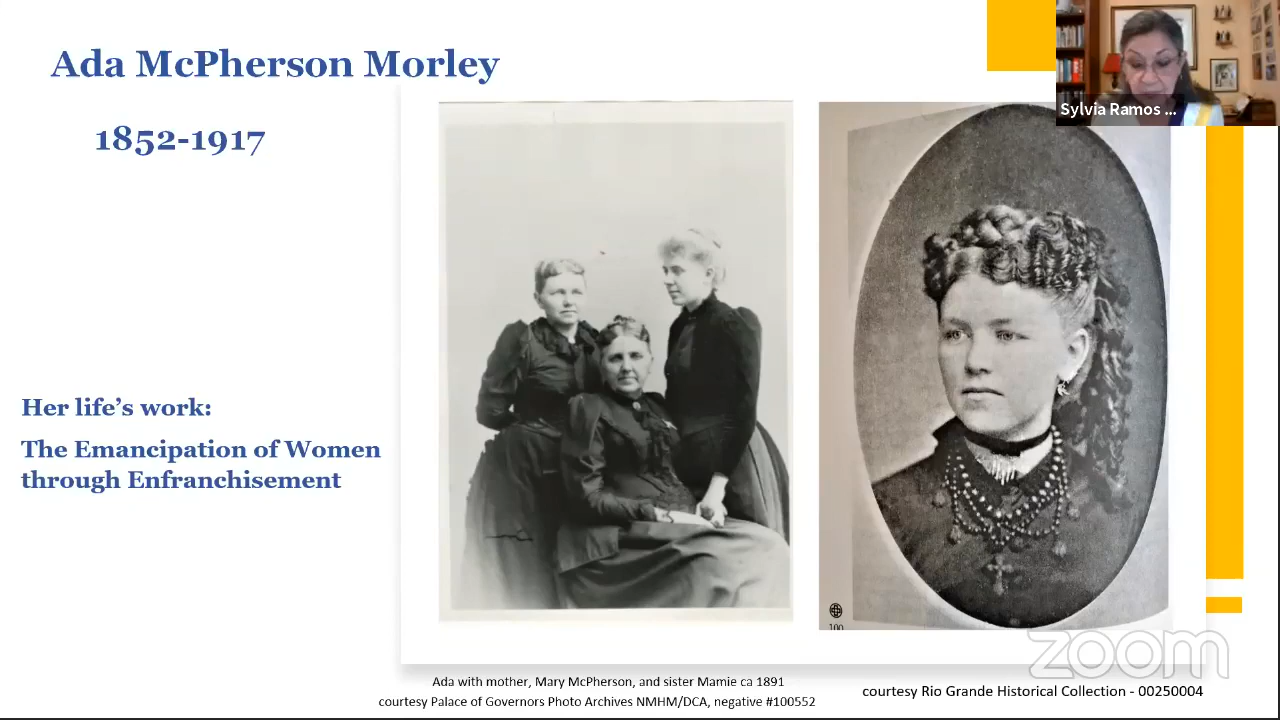 Ada McPherson Morley
1852-1917
Sylvia Ramos ...
Her life's work:
The Emancipation of Women
through Enfranchisement
100
zoom
Ada with mother, Mary McPherson, and sister Mamie ca 1891
courtesy Palace of Governors Photo Archives NMHM/DCA, negative #100552
courtesy Rio Grande Historical Collection - 00250004